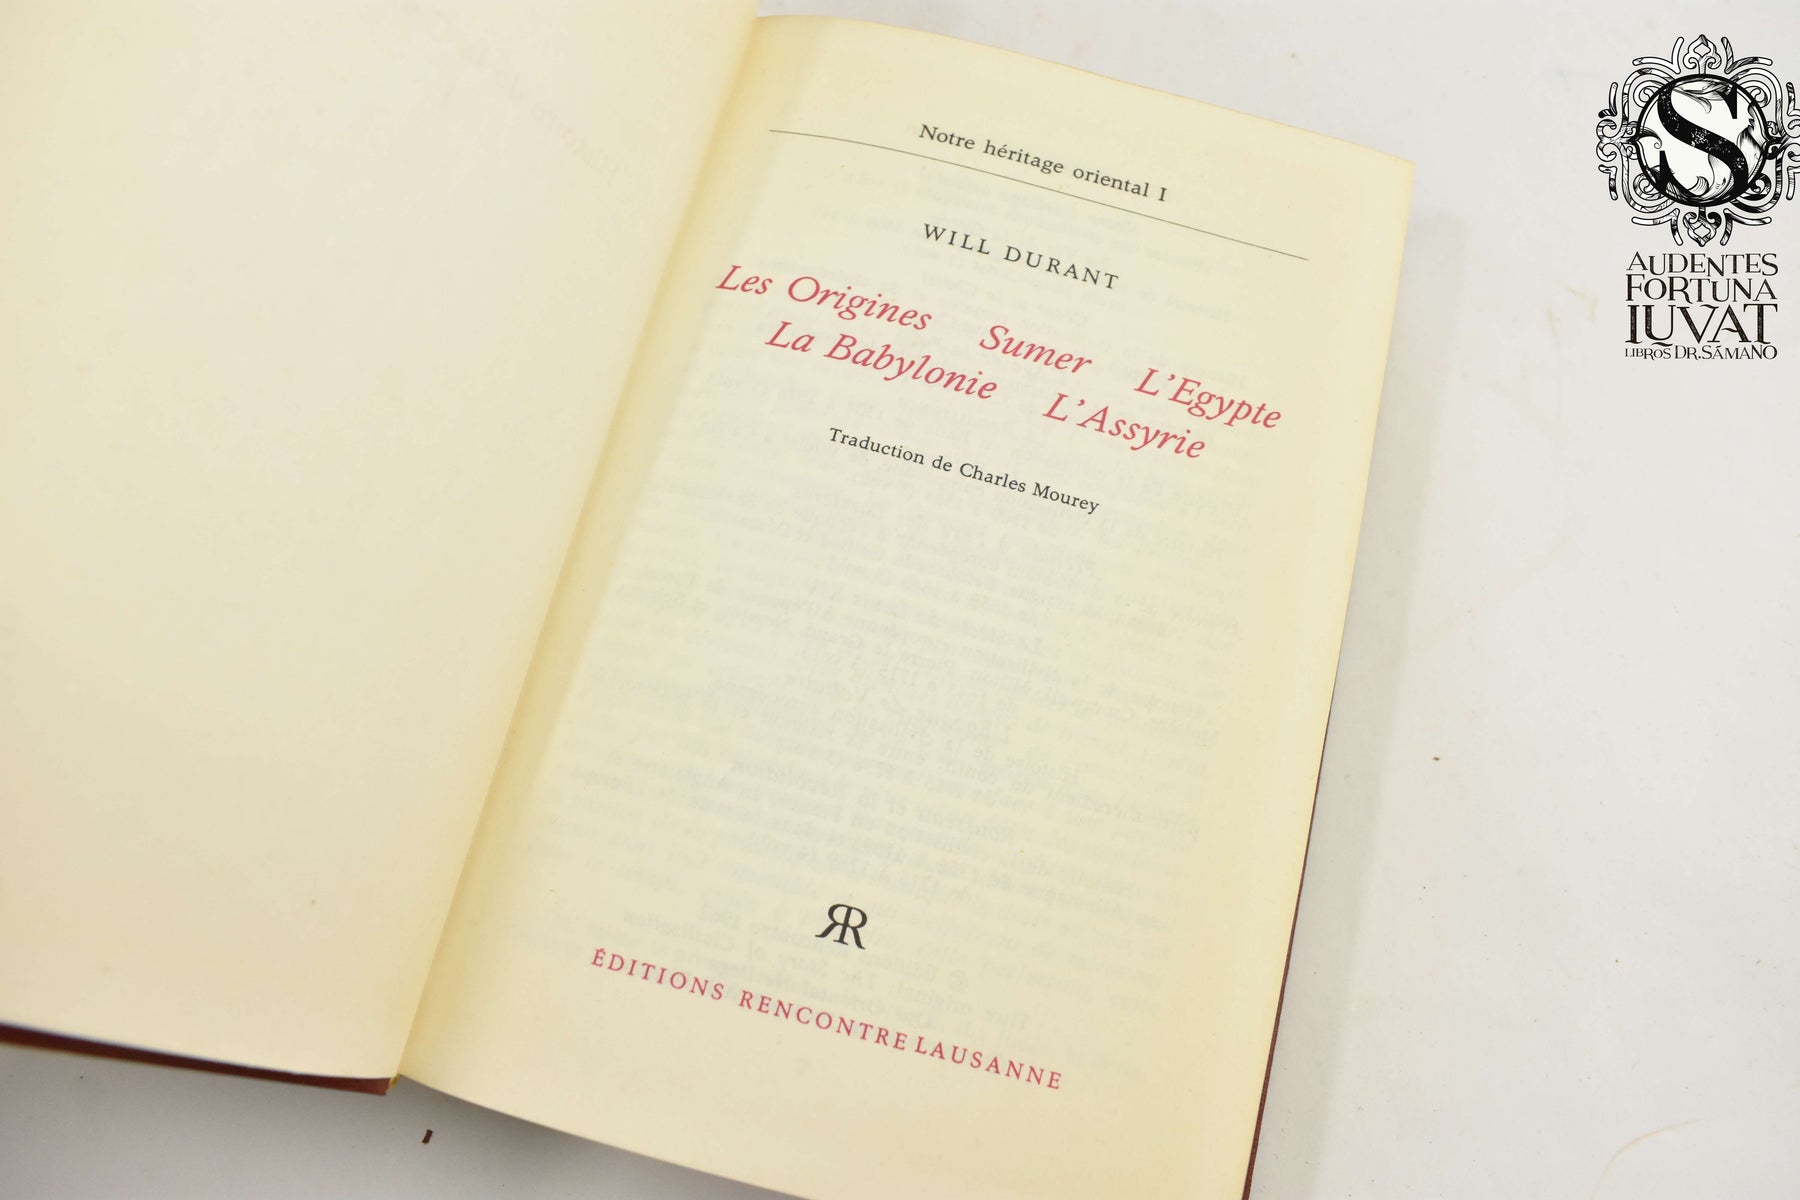 Notre héritage oriental I
WILL DURANT
Les Origines Sumer L'Egypte
La Babylonie L'Assyrie
Traduction de Charles Mourey
RR
ÉDITIONS RENCONTRE LAUSANNE
S
AUDENTES
FORTUNA
IUVAT
LIBROS DR. SÁMANO